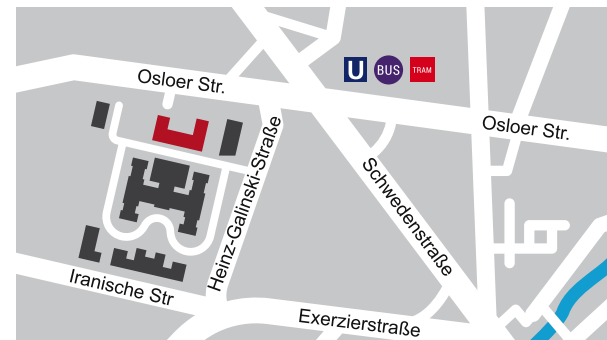 U
BUS
TRAM
Osloer Str.
Osloer Str.
Heinz-Galinski-Straße
Schwedenstraße
Iranische Str
Exerzierstraße